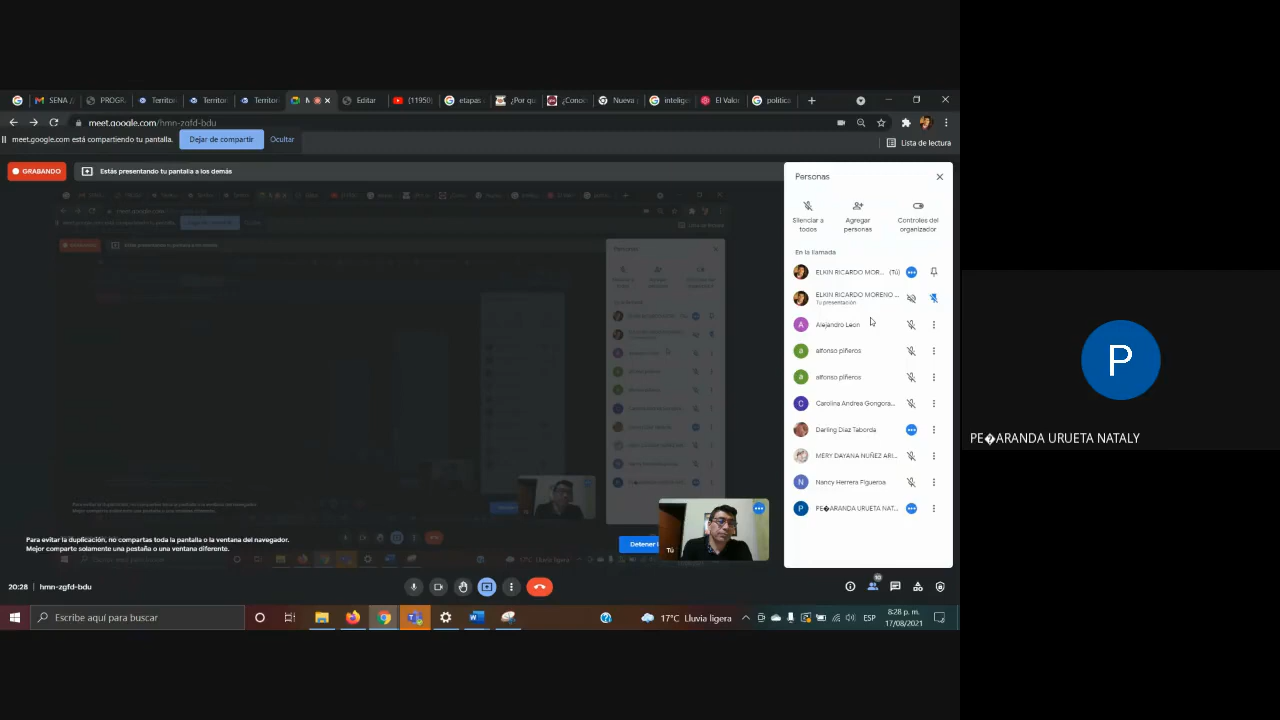 SENA //
PROGR.
Territor
Territor
Territor
M
Editar
(11950)
etapas
¿Por qu
¿Conoc
Nueva
intelige
El Valor
política
meet.google.com/hmn-zgfd-bdu
meet.google.com está compartiendo tu pantalla.
Dejar de compartir
Ocultar
Lista de lectura
GRABANDO
Estás presentando tu pantalla a los demás
Personas
Silenciar a todos
Agregar personas
Controles del organizador
En la llamada
ELKIN RICARDO MOR... (Tú)
ELKIN RICARDO MORENO ...
Tu presentación
Alejandro Leon
alfonso piñeros
alfonso piñeros
Carolina Andrea Gongora...
Darling Diaz Taborda
MERY DAYANA NUÑEZ ARI...
Nancy Herrera Figueroa
PE�ARANDA URUETA NAT...
Para evitar la duplicación, no compartas toda la pantalla o la ventana del navegador.
Mejor comparte solamente una pestaña o una ventana diferente.
Detener
Tú
20:28 | hmn-zgfd-bdu
10
Escribe aquí para buscar
17°C Lluvia ligera
ESP
8:28 p. m.
17/08/2021
P
PE�ARANDA URUETA NATALY